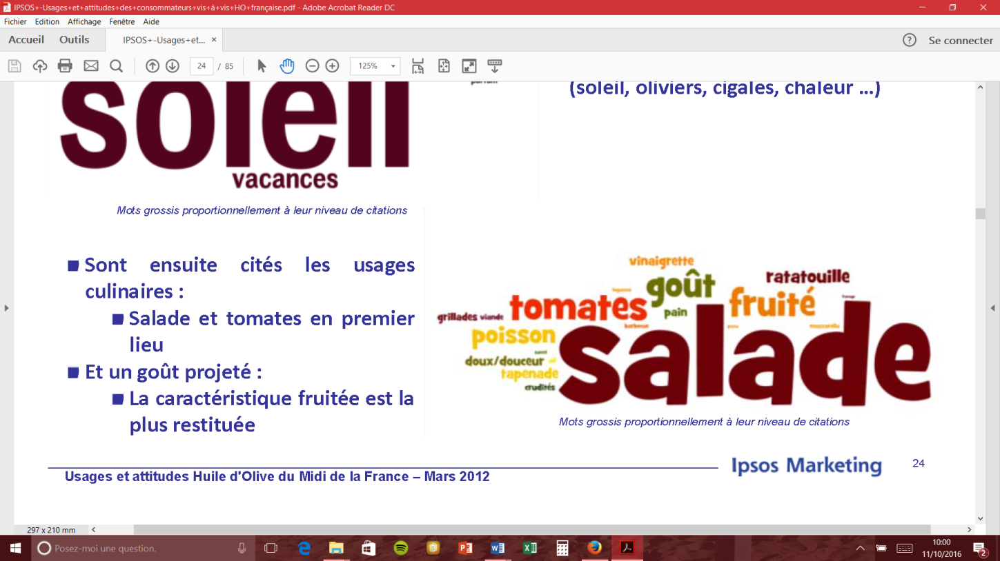 IPSOS+-Usages+et+attitudes+des+consommateurs+vis+à+vis+HO+française.pdf - Adobe Acrobat Reader DC
Fichier Edition Affichage Fenêtre Aide
Accueil Outils IPSOS+-Usages+et... × ? Se connecter
24 / 85 125%
parfum (soleil, oliviers, cigales, chaleur ...)
soleil
vacances
Mots grossis proportionnellement à leur niveau de citations
Sont ensuite cités les usages
culinaires :
Salade et tomates en premier
lieu
Et un goût projeté :
La caractéristique fruitée est la
plus restituée
vinaigrette
goût
ratatouille
tomates
fruité
pain
grillades viande
barbecue
mozzarella
poisson
salade
doux/douceur
tapenade
crudités
Mots grossis proportionnellement à leur niveau de citations
Usages et attitudes Huile d'Olive du Midi de la France – Mars 2012
Ipsos Marketing
24
297 x 210 mm
Posez-moi une question.
10:00
11/10/2016
2